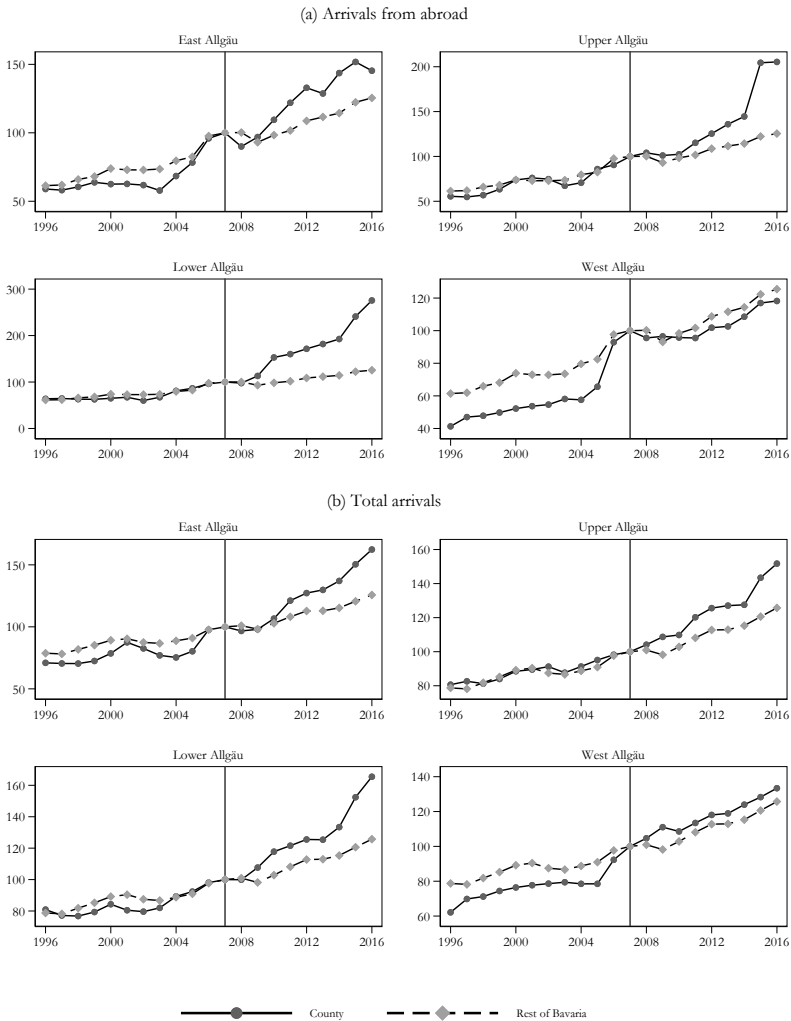 (a) Arrivals from abroad
East Allgäu
150
100
50
1996 2000 2004 2008 2012 2016
Upper Allgäu
200
150
100
50
1996 2000 2004 2008 2012 2016
Lower Allgäu
300
200
100
0
1996 2000 2004 2008 2012 2016
West Allgäu
120
100
80
60
40
1996 2000 2004 2008 2012 2016
(b) Total arrivals
East Allgäu
150
100
50
1996 2000 2004 2008 2012 2016
Upper Allgäu
160
140
120
100
80
1996 2000 2004 2008 2012 2016
Lower Allgäu
160
140
120
100
80
1996 2000 2004 2008 2012 2016
West Allgäu
140
120
100
80
60
1996 2000 2004 2008 2012 2016
County Rest of Bavaria